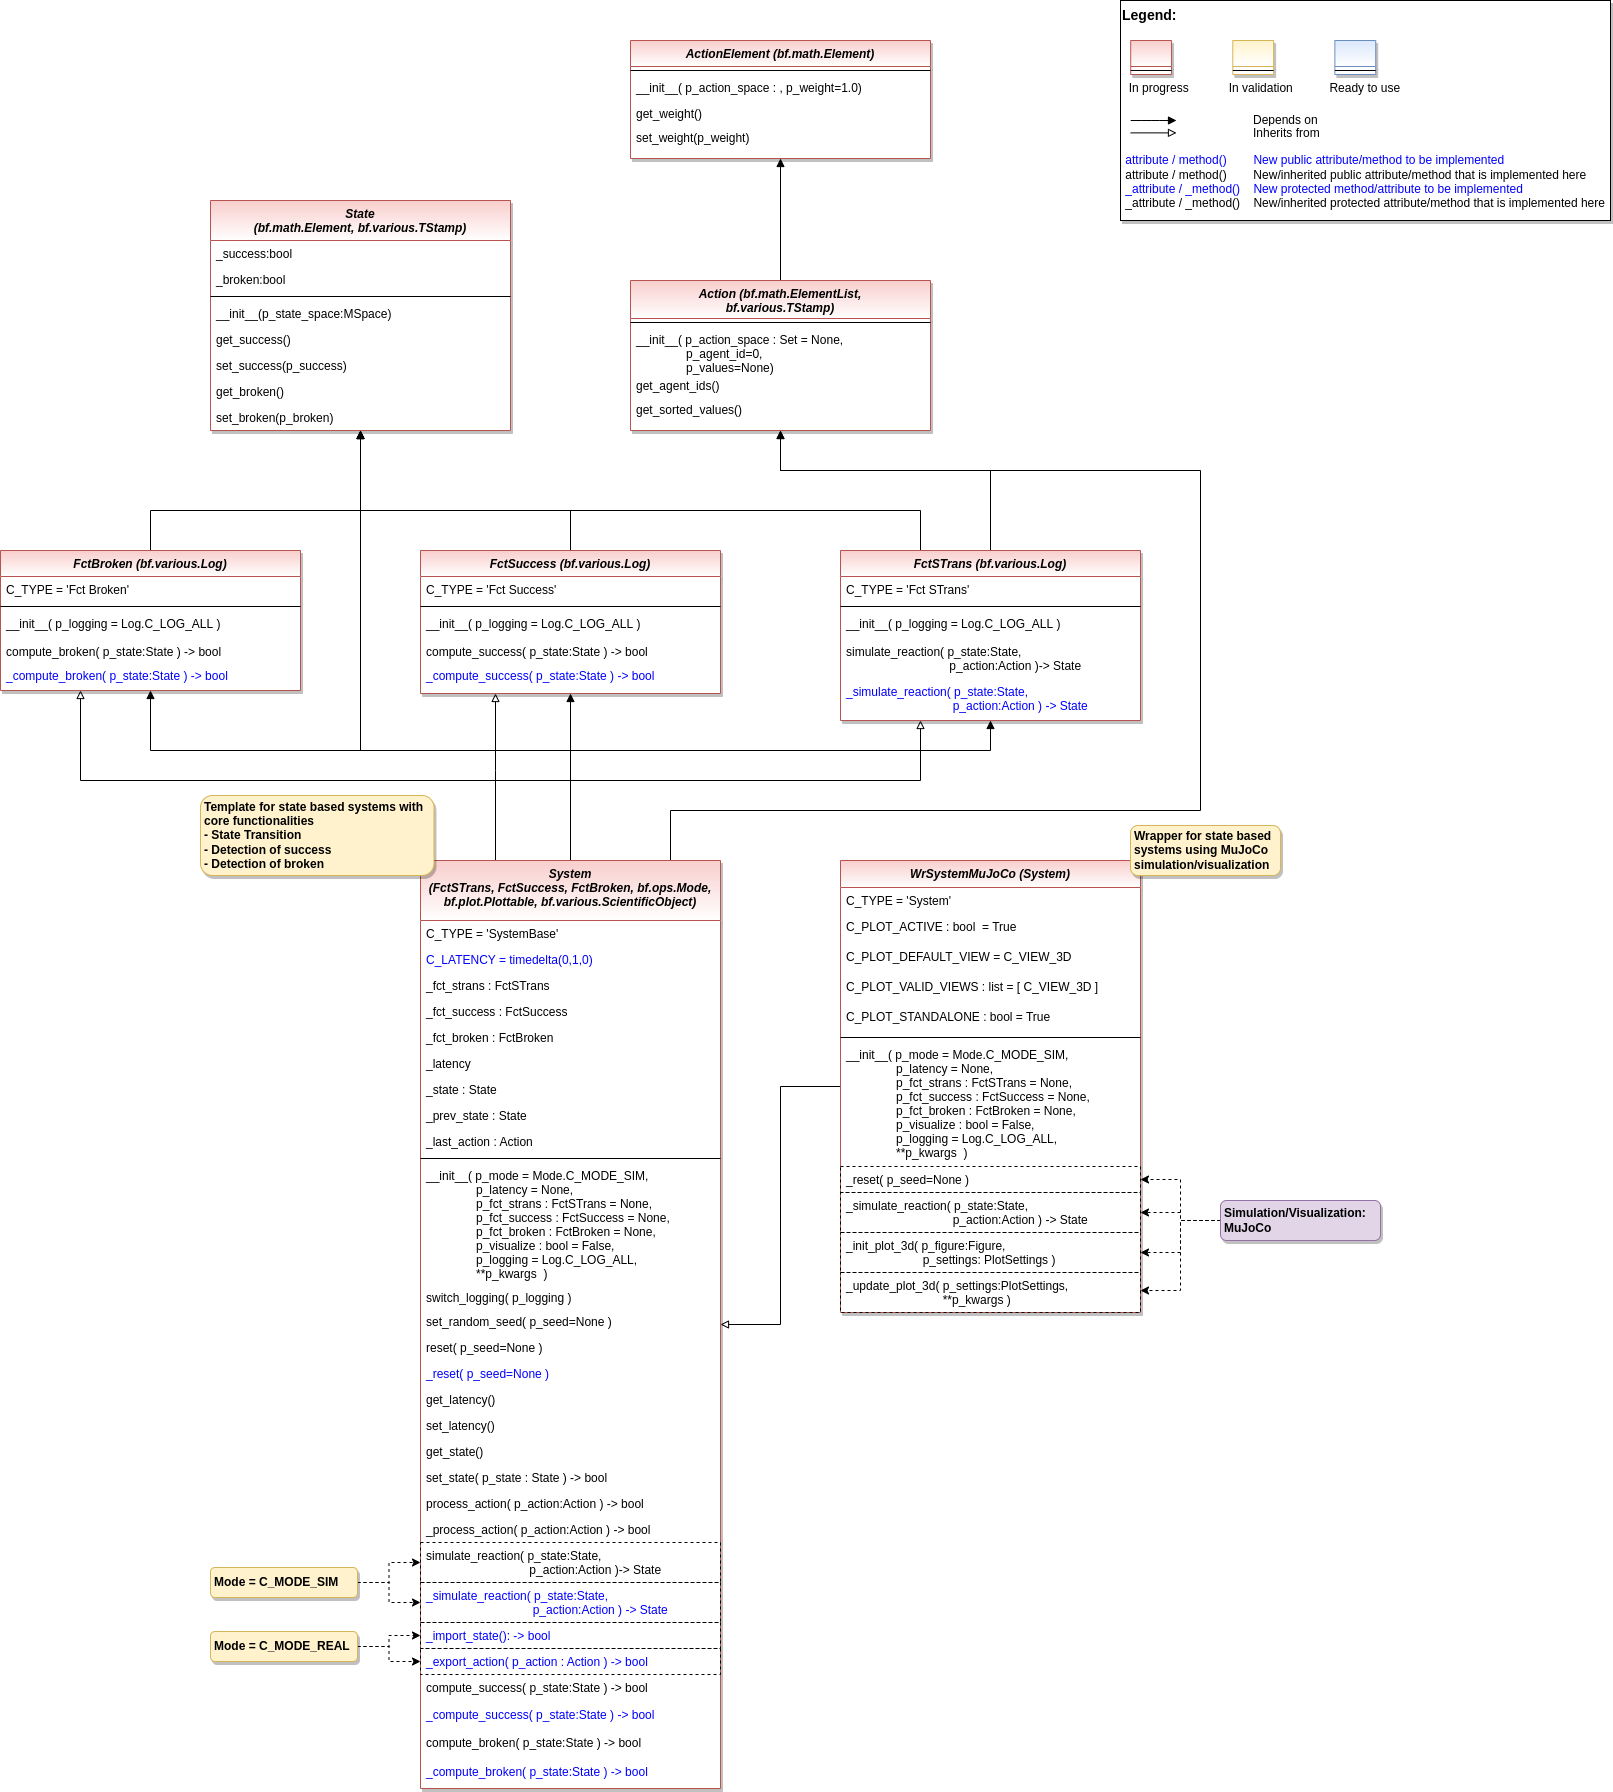 Legend:
In progress
In validation
Ready to use
Depends on
Inherits from
attribute / method() New public attribute/method to be implemented
attribute / method() New/inherited public attribute/method that is implemented here
_attribute / _method() New protected method/attribute to be implemented
_attribute / _method() New/inherited protected attribute/method that is implemented here
ActionElement (bf.math.Element)
__init__( p_action_space : , p_weight=1.0)
get_weight()
set_weight(p_weight)
State
(bf.math.Element, bf.various.TStamp)
_success:bool
_broken:bool
__init__(p_state_space:MSpace)
get_success()
set_success(p_success)
get_broken()
set_broken(p_broken)
Action (bf.math.ElementList,
bf.various.TStamp)
__init__( p_action_space : Set = None,
p_agent_id=0,
p_values=None)
get_agent_ids()
get_sorted_values()
FctBroken (bf.various.Log)
C_TYPE = 'Fct Broken'
__init__( p_logging = Log.C_LOG_ALL )
compute_broken( p_state:State ) -> bool
_compute_broken( p_state:State ) -> bool
FctSuccess (bf.various.Log)
C_TYPE = 'Fct Success'
__init__( p_logging = Log.C_LOG_ALL )
compute_success( p_state:State ) -> bool
_compute_success( p_state:State ) -> bool
FctSTrans (bf.various.Log)
C_TYPE = 'Fct STrans'
__init__( p_logging = Log.C_LOG_ALL )
simulate_reaction( p_state:State,
p_action:Action )-> State
_simulate_reaction( p_state:State,
p_action:Action ) -> State
Template for state based systems with
core functionalities
- State Transition
- Detection of success
- Detection of broken
System
(FctSTrans, FctSuccess, FctBroken, bf.ops.Mode,
bf.plot.Plottable, bf.various.ScientificObject)
C_TYPE = 'SystemBase'
C_LATENCY = timedelta(0,1,0)
_fct_strans : FctSTrans
_fct_success : FctSuccess
_fct_broken : FctBroken
_latency
_state : State
_prev_state : State
_last_action : Action
__init__( p_mode = Mode.C_MODE_SIM,
p_latency = None,
p_fct_strans : FctSTrans = None,
p_fct_success : FctSuccess = None,
p_fct_broken : FctBroken = None,
p_visualize : bool = False,
p_logging = Log.C_LOG_ALL,
**p_kwargs )
switch_logging( p_logging )
set_random_seed( p_seed=None )
reset( p_seed=None )
_reset( p_seed=None )
get_latency()
set_latency()
get_state()
set_state( p_state : State ) -> bool
process_action( p_action:Action ) -> bool
_process_action( p_action:Action ) -> bool
simulate_reaction( p_state:State,
p_action:Action )-> State
_simulate_reaction( p_state:State,
p_action:Action ) -> State
_import_state(): -> bool
_export_action( p_action : Action ) -> bool
compute_success( p_state:State ) -> bool
_compute_success( p_state:State ) -> bool
compute_broken( p_state:State ) -> bool
_compute_broken( p_state:State ) -> bool
Mode = C_MODE_SIM
Mode = C_MODE_REAL
Wrapper for state based
systems using MuJoCo
simulation/visualization
WrSystemMuJoCo (System)
C_TYPE = 'System'
C_PLOT_ACTIVE : bool = True
C_PLOT_DEFAULT_VIEW = C_VIEW_3D
C_PLOT_VALID_VIEWS : list = [ C_VIEW_3D ]
C_PLOT_STANDALONE : bool = True
__init__( p_mode = Mode.C_MODE_SIM,
p_latency = None,
p_fct_strans : FctSTrans = None,
p_fct_success : FctSuccess = None,
p_fct_broken : FctBroken = None,
p_visualize : bool = False,
p_logging = Log.C_LOG_ALL,
**p_kwargs )
_reset( p_seed=None )
_simulate_reaction( p_state:State,
p_action:Action ) -> State
_init_plot_3d( p_figure:Figure,
p_settings: PlotSettings )
_update_plot_3d( p_settings:PlotSettings,
**p_kwargs )
Simulation/Visualization:
MuJoCo